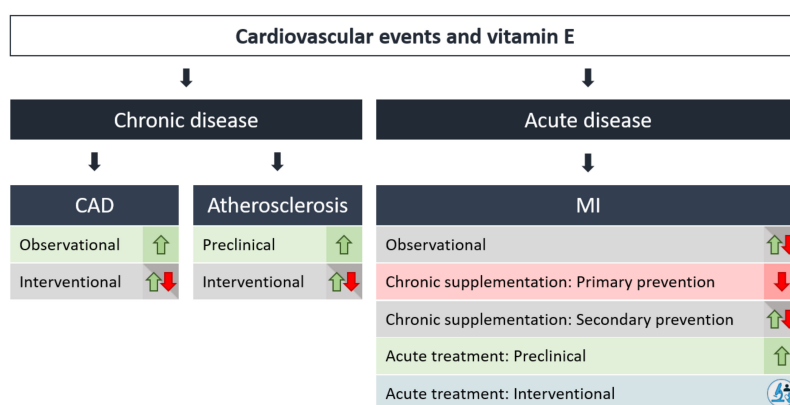 Cardiovascular events and vitamin E
Chronic disease
Acute disease
CAD
Atherosclerosis
MI
Observational
Interventional
Preclinical
Interventional
Observational
Chronic supplementation: Primary prevention
Chronic supplementation: Secondary prevention
Acute treatment: Preclinical
Acute treatment: Interventional